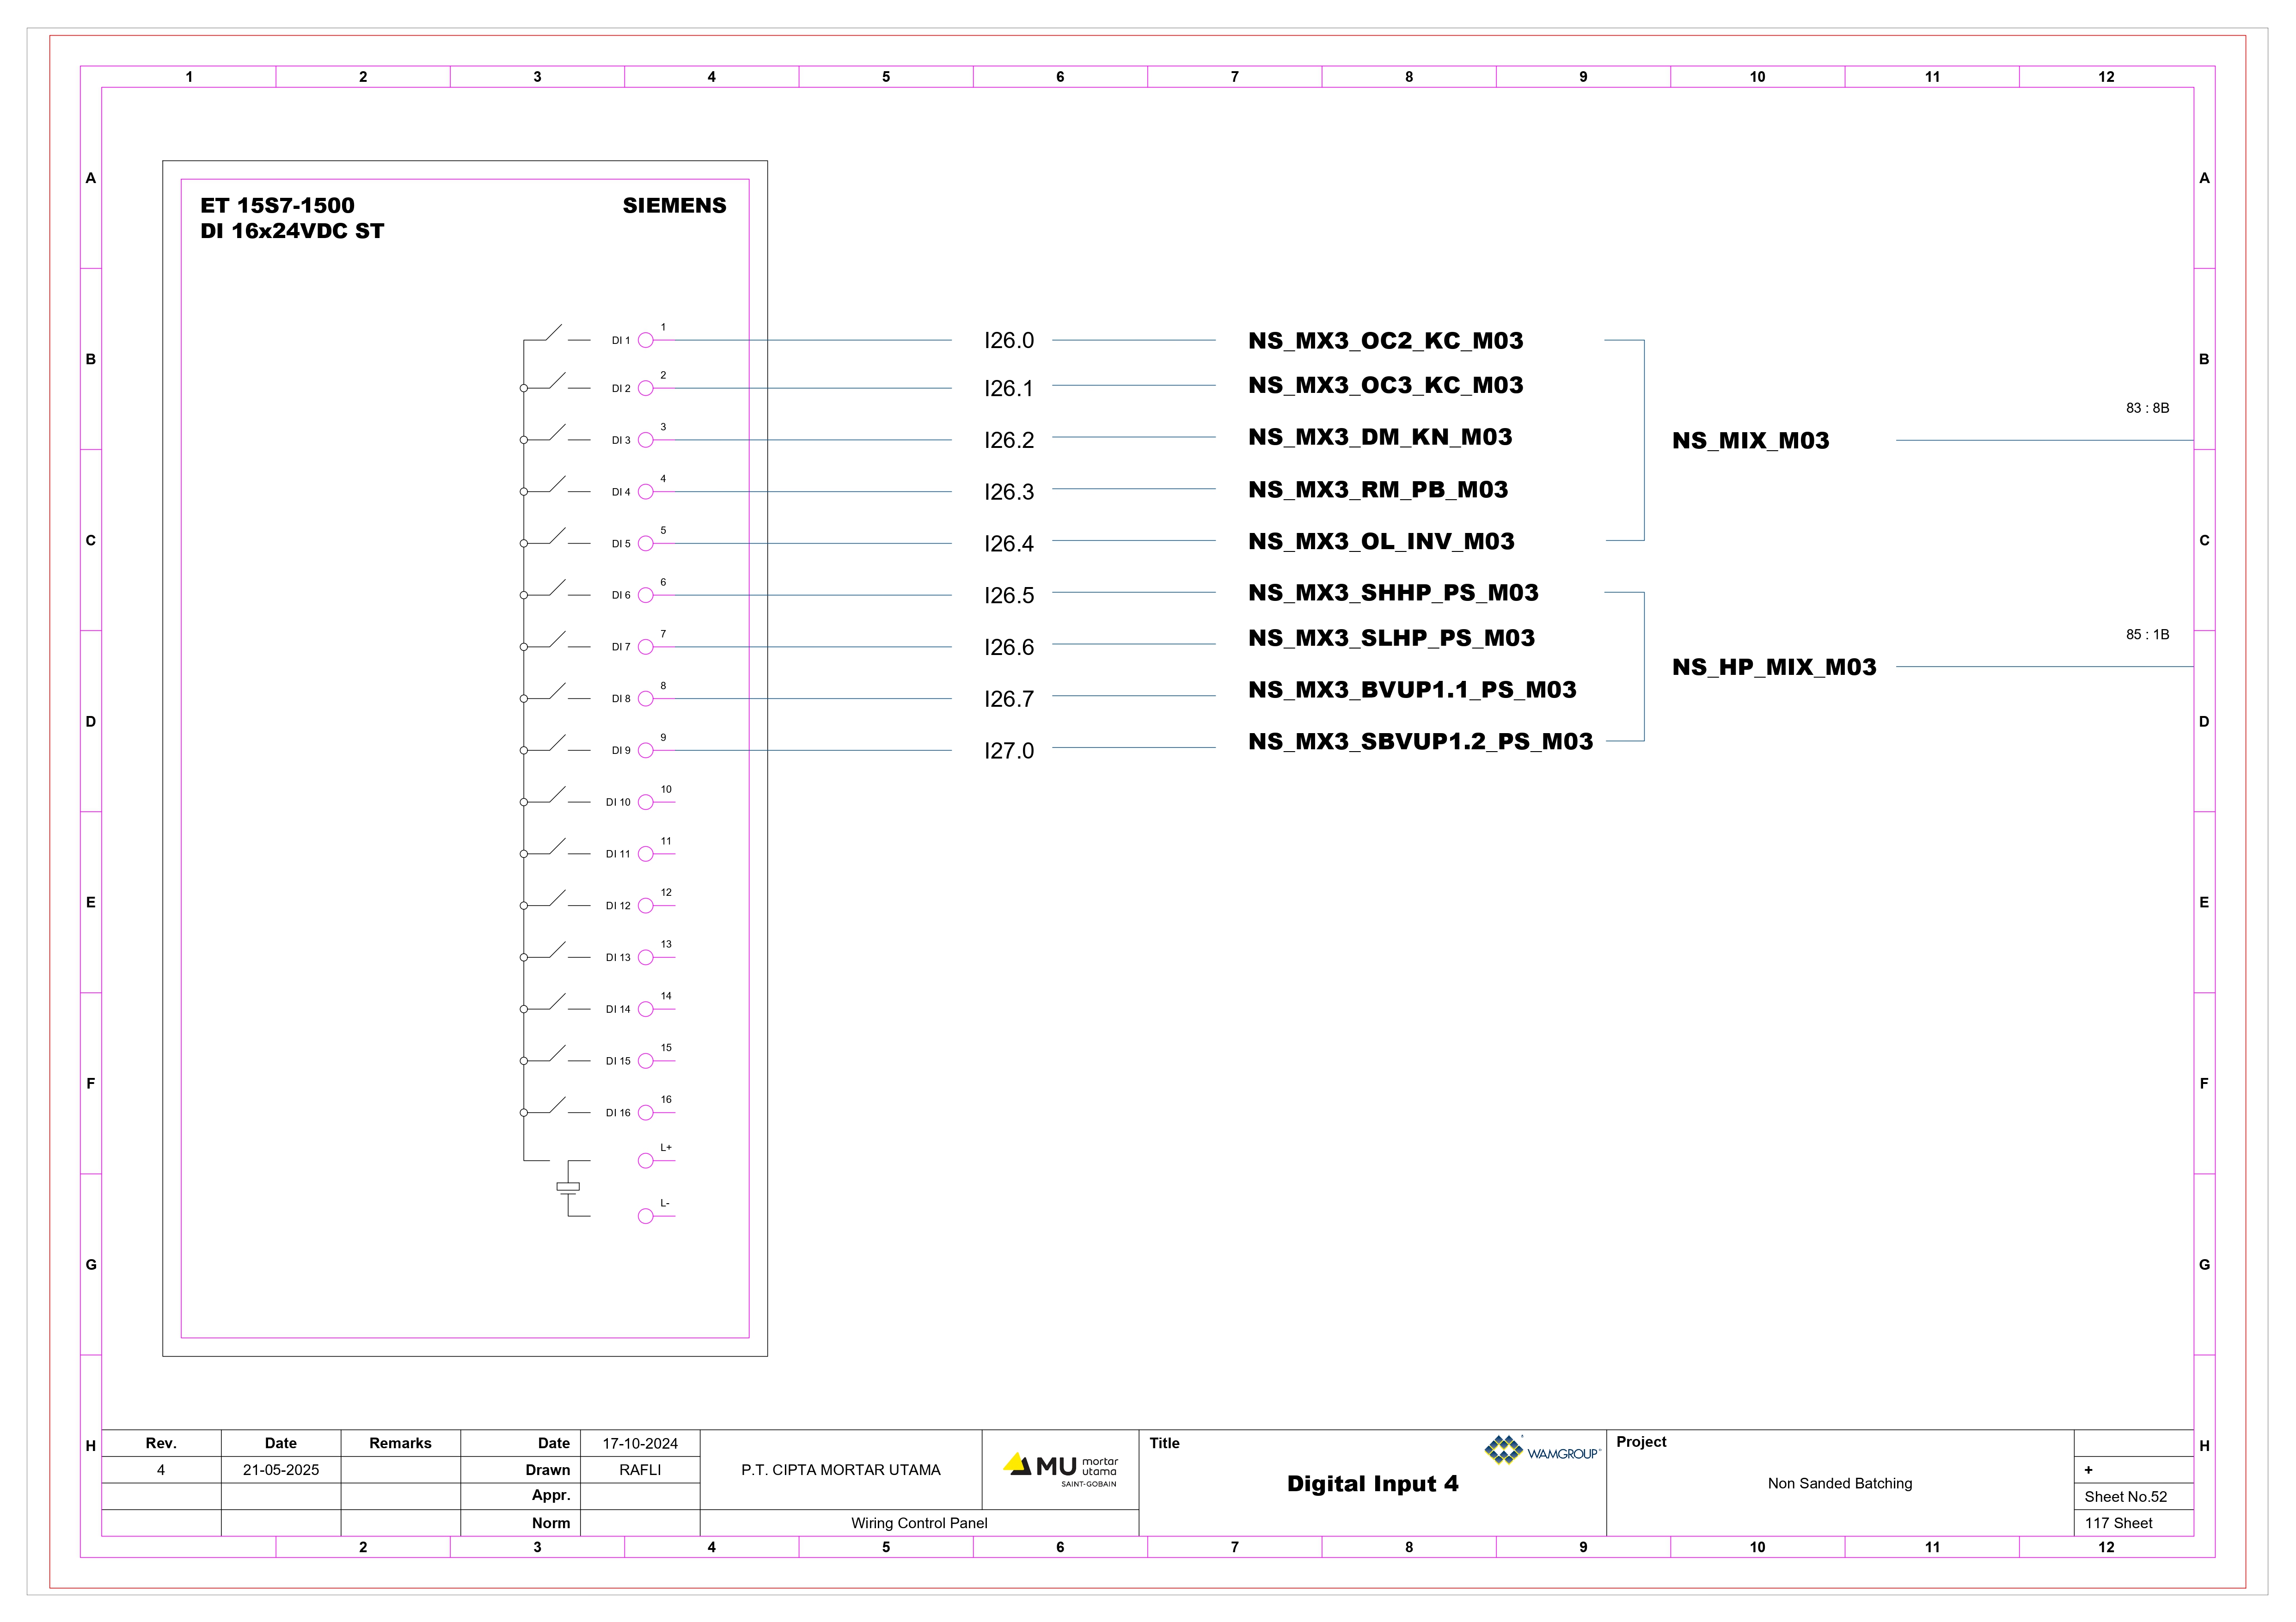 1 2 3 4 5 6 7 8 9 10 11 12
A A
ET 15S7-1500 SIEMENS
DI 16x24VDC ST
B B
DI 1 1 I26.0 NS_MX3_OC2_KC_M03
DI 2 2 I26.1 NS_MX3_OC3_KC_M03
83 : 8B
DI 3 3 I26.2 NS_MX3_DM_KN_M03 NS_MIX_M03
DI 4 4 I26.3 NS_MX3_RM_PB_M03
C C
DI 5 5 I26.4 NS_MX3_OL_INV_M03
DI 6 6 I26.5 NS_MX3_SHHP_PS_M03
85 : 1B
DI 7 7 I26.6 NS_MX3_SLHP_PS_M03
NS_HP_MIX_M03
DI 8 8 I26.7 NS_MX3_BVUP1.1_PS_M03
D D
DI 9 9 I27.0 NS_MX3_SBVUP1.2_PS_M03
DI 10 10
DI 11 11
E E
DI 12 12
DI 13 13
DI 14 14
DI 15 15
F F
DI 16 16
L+
L-
G G
H H
Rev. Date Remarks Date 17-10-2024
4 21-05-2025 Drawn RAFLI
Appr.
Norm
P.T. CIPTA MORTAR UTAMA
MU mortar
utama
SAINT-GOBAIN
Wiring Control Panel
Title
WAMGROUP
Digital Input 4
Project
Non Sanded Batching
+
Sheet No.52
117 Sheet
2 3 4 5 6 7 8 9 10 11 12